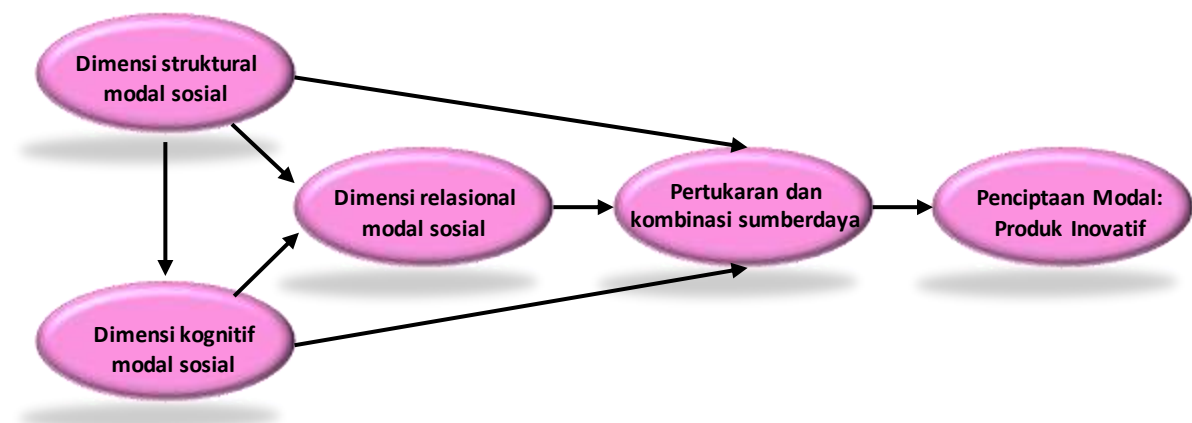 Dimensi struktural
modal sosial
Dimensi relasional
modal sosial
Pertukaran dan
kombinasi sumberdaya
Penciptaan Modal:
Produk Inovatif
Dimensi kognitif
modal sosial